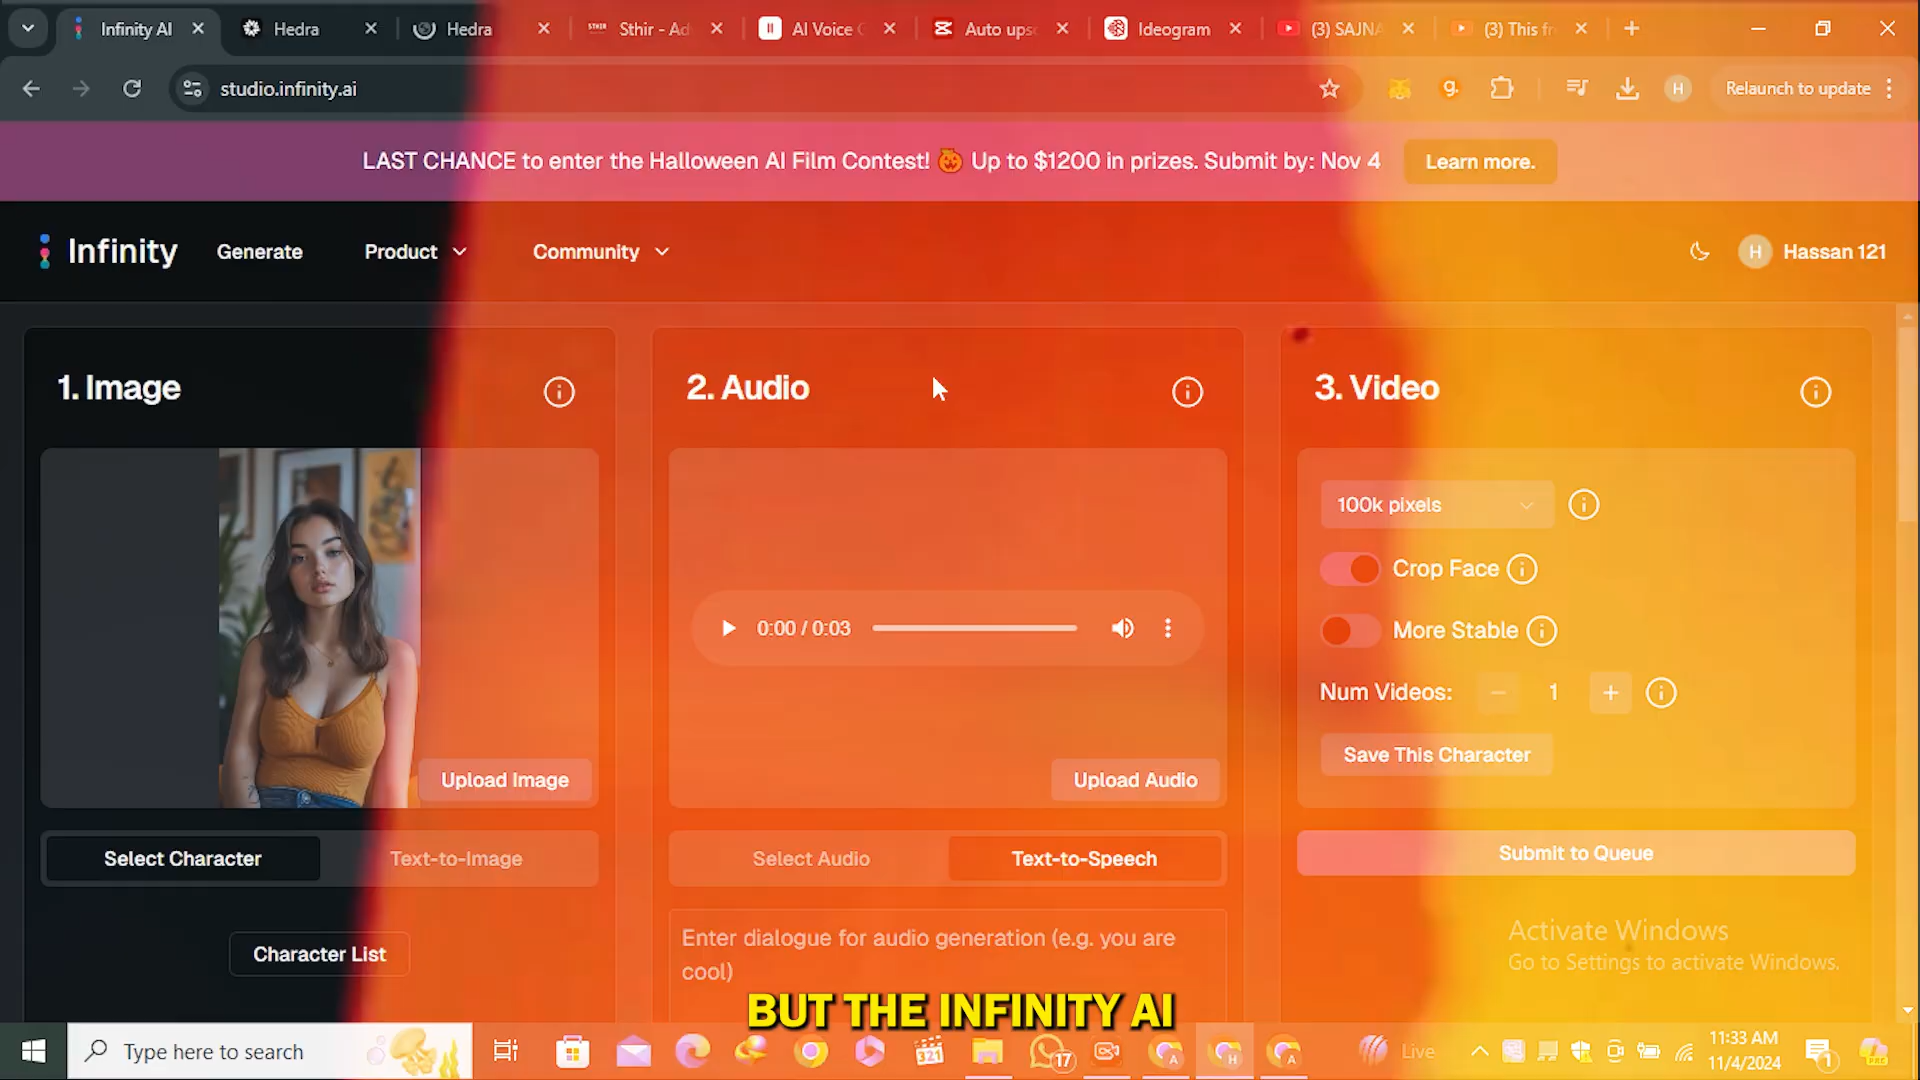 Infinity AI
Hedra
Hedra
STHIR
Sthir - Ad
AI Voice
Auto ups
Ideogram
(3) SAJNA
(3) This fr
studio.infinity.ai
g.
H
Relaunch to update
LAST CHANCE to enter the Halloween AI Film Contest! 🎃 Up to $1200 in prizes. Submit by: Nov 4
Learn more.
Infinity
Generate
Product
Community
H
Hassan 121
1. Image
2. Audio
3. Video
100k pixels
Crop Face
0:00 / 0:03
More Stable
Num Videos:
1
Save This Character
Upload Image
Upload Audio
Select Character
Text-to-Image
Select Audio
Text-to-Speech
Submit to Queue
Character List
Enter dialogue for audio generation (e.g. you are
cool)
Activate Windows
Go to Settings to activate Windows.
BUT THE INFINITY AI
Type here to search
321
17
A
H
A
Live
11:33 AM
11/4/2024
1
PRE